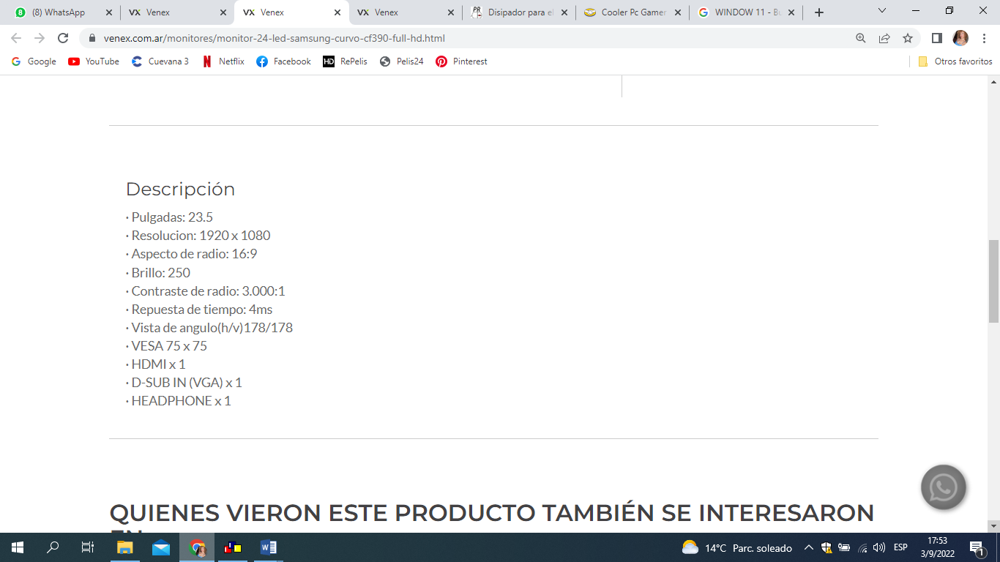 (8) WhatsApp
Venex
Venex
Venex
Disipador para el
Cooler Pc Gamer
WINDOW 11 - Bu
venex.com.ar/monitores/monitor-24-led-samsung-curvo-cf390-full-hd.html
Google
YouTube
Cuevana 3
Netflix
Facebook
RePelis
Pelis24
Pinterest
Otros favoritos
Descripción
· Pulgadas: 23.5
· Resolucion: 1920 x 1080
· Aspecto de radio: 16:9
· Brillo: 250
· Contraste de radio: 3.000:1
· Repuesta de tiempo: 4ms
· Vista de angulo(h/v)178/178
· VESA 75 x 75
· HDMI x 1
· D-SUB IN (VGA) x 1
· HEADPHONE x 1
QUIENES VIERON ESTE PRODUCTO TAMBIÉN SE INTERESARON
EN
14°C Parc. soleado
ESP
17:53
3/9/2022
1